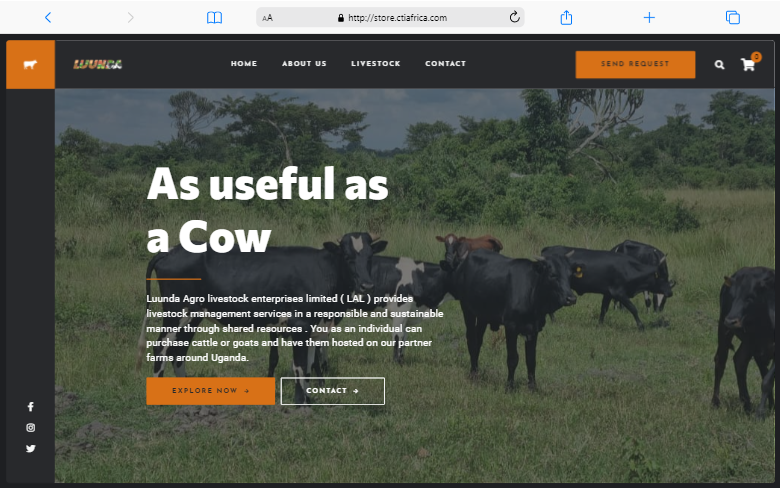 AA
http://store.ctiafrica.com
LUUNDA
HOME
ABOUT US
LIVESTOCK
CONTACT
SEND REQUEST
0
As useful as
a Cow
Luunda Agro livestock enterprises limited ( LAL ) provides
livestock management services in a responsible and sustainable
manner through shared resources . You as an individual can
purchase cattle or goats and have them hosted on our partner
farms around Uganda.
EXPLORE NOW →
CONTACT →